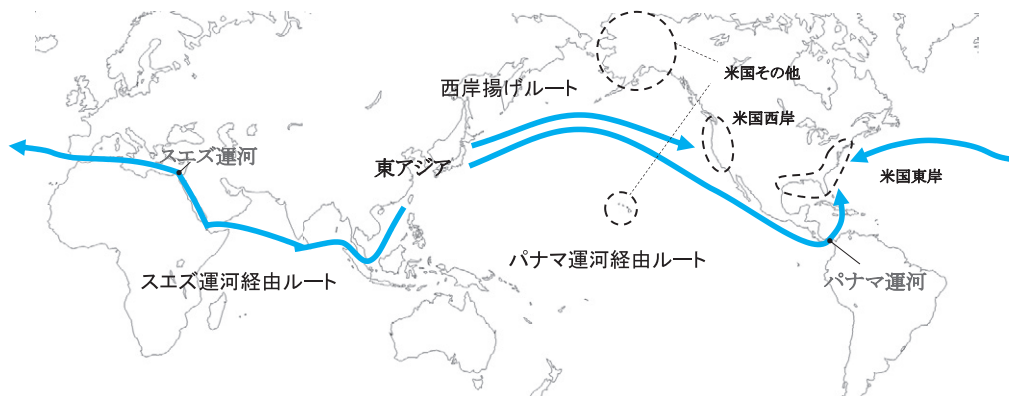 米国その他
西岸揚げルート
米国西岸
スエズ運河
東アジア
米国東岸
パナマ運河経由ルート
スエズ運河経由ルート
パナマ運河